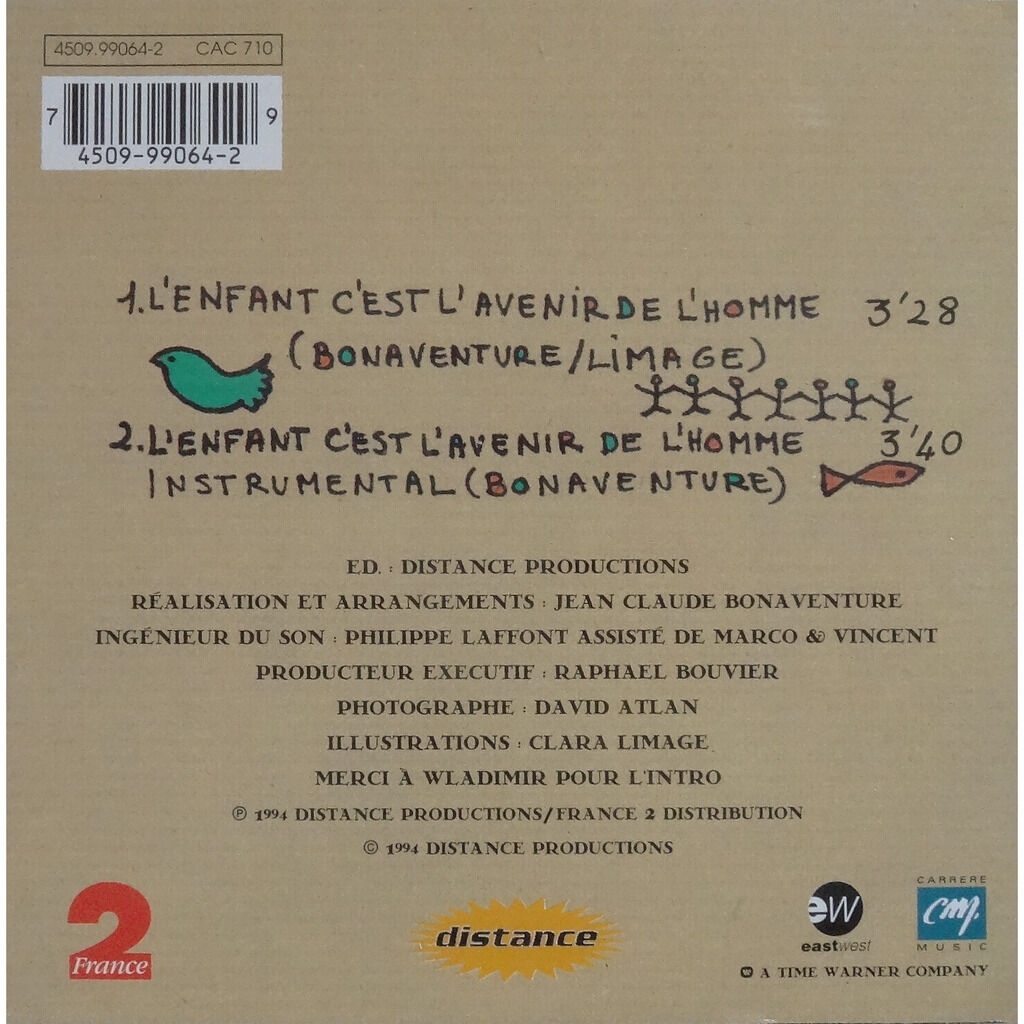 4509.99064-2 CAC 710
7 9
4509-99064-2
1. L'ENFANT C'EST L'AVENIR DE L'HOMME 3'28
(BONAVENTURE/LIMAGE)
2. L'ENFANT C'EST L'AVENIR DE L'HOMME 3'40
INSTRUMENTAL (BONAVENTURE)
ED. : DISTANCE PRODUCTIONS
RÉALISATION ET ARRANGEMENTS : JEAN CLAUDE BONAVENTURE
INGÉNIEUR DU SON : PHILIPPE LAFFONT ASSISTÉ DE MARCO & VINCENT
PRODUCTEUR EXECUTIF : RAPHAEL BOUVIER
PHOTOGRAPHE : DAVID ATLAN
ILLUSTRATIONS : CLARA LIMAGE
MERCI À WLADIMIR POUR L'INTRO
℗ 1994 DISTANCE PRODUCTIONS/FRANCE 2 DISTRIBUTION
© 1994 DISTANCE PRODUCTIONS
2
France
distance
ew
eastwest
CARRERE
CM
MUSIC
A TIME WARNER COMPANY